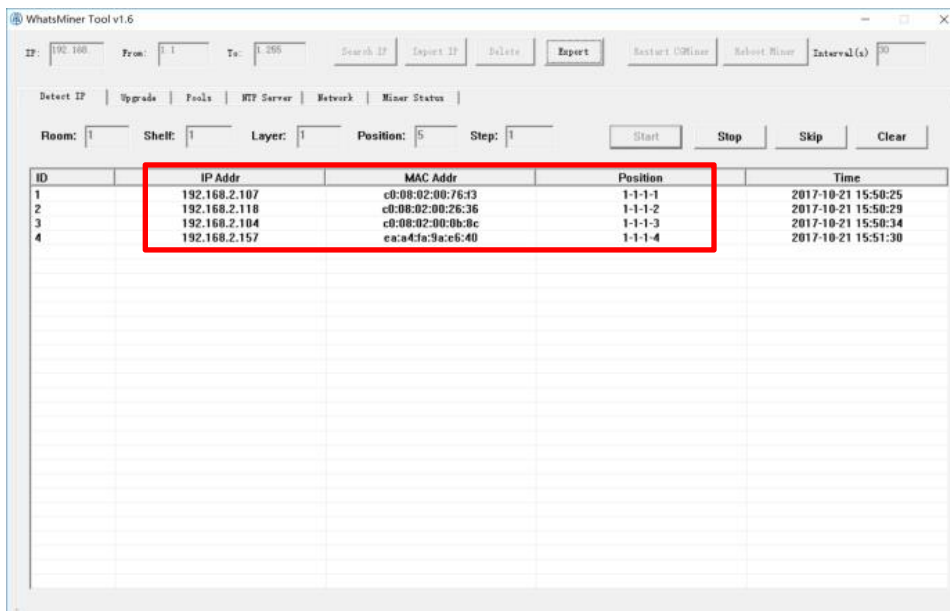 WhatsMiner Tool v1.6
IP: 192.168. From: 1.1 To: 1.255 Search IP Import IP Delete Export Restart CGMiner Reboot Miner Interval(s) 30
Detect IP Upgrade Pools NTP Server Network Miner Status
Room: 1 Shelf: 1 Layer: 1 Position: 5 Step: 1 Start Stop Skip Clear
ID IP Addr MAC Addr Position Time
1 192.168.2.107 c0:08:02:00:76:f3 1-1-1-1 2017-10-21 15:50:25
2 192.168.2.118 c0:08:02:00:26:36 1-1-1-2 2017-10-21 15:50:29
3 192.168.2.104 c0:08:02:00:0b:8c 1-1-1-3 2017-10-21 15:50:34
4 192.168.2.157 ea:a4:fa:9a:e6:40 1-1-1-4 2017-10-21 15:51:30